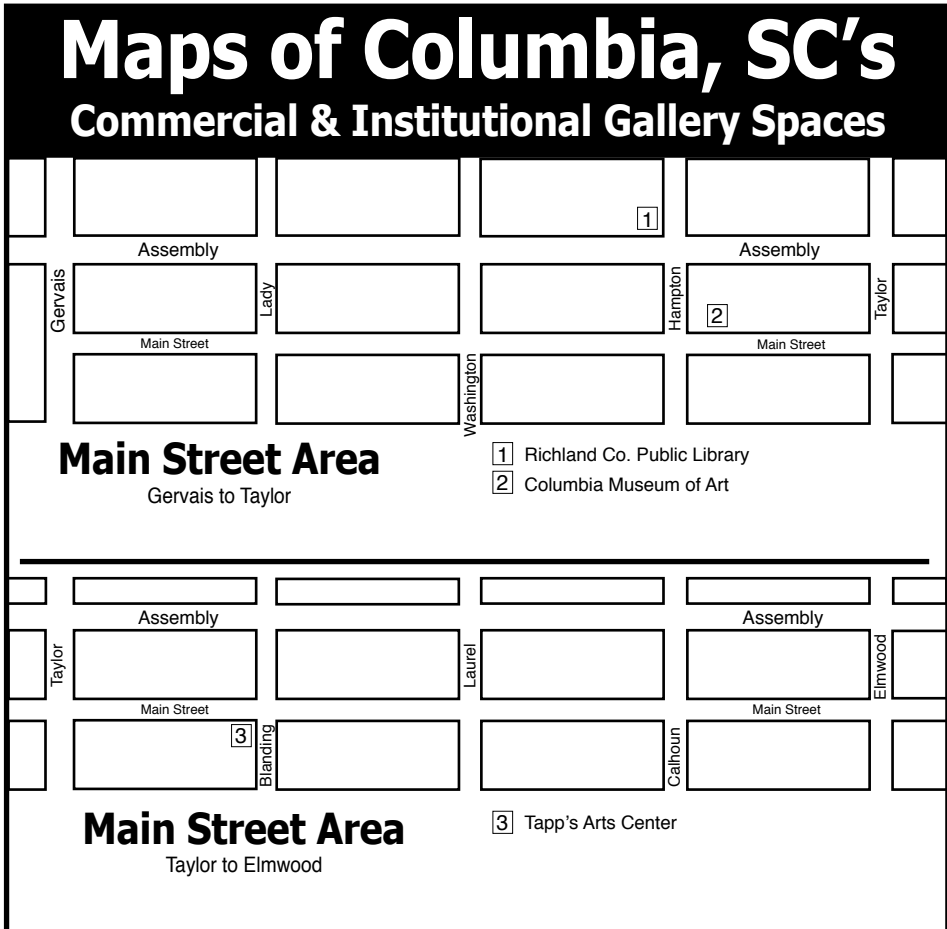 Maps of Columbia, SC’s
Commercial & Institutional Gallery Spaces
1
Assembly
Assembly
Gervais
Lady
Hampton
2
Taylor
Main Street
Main Street
Washington
Main Street Area
Gervais to Taylor
1 Richland Co. Public Library
2 Columbia Museum of Art
Assembly
Assembly
Taylor
Laurel
Elmwood
Main Street
Main Street
3
Blanding
Calhoun
Main Street Area
Taylor to Elmwood
3 Tapp’s Arts Center